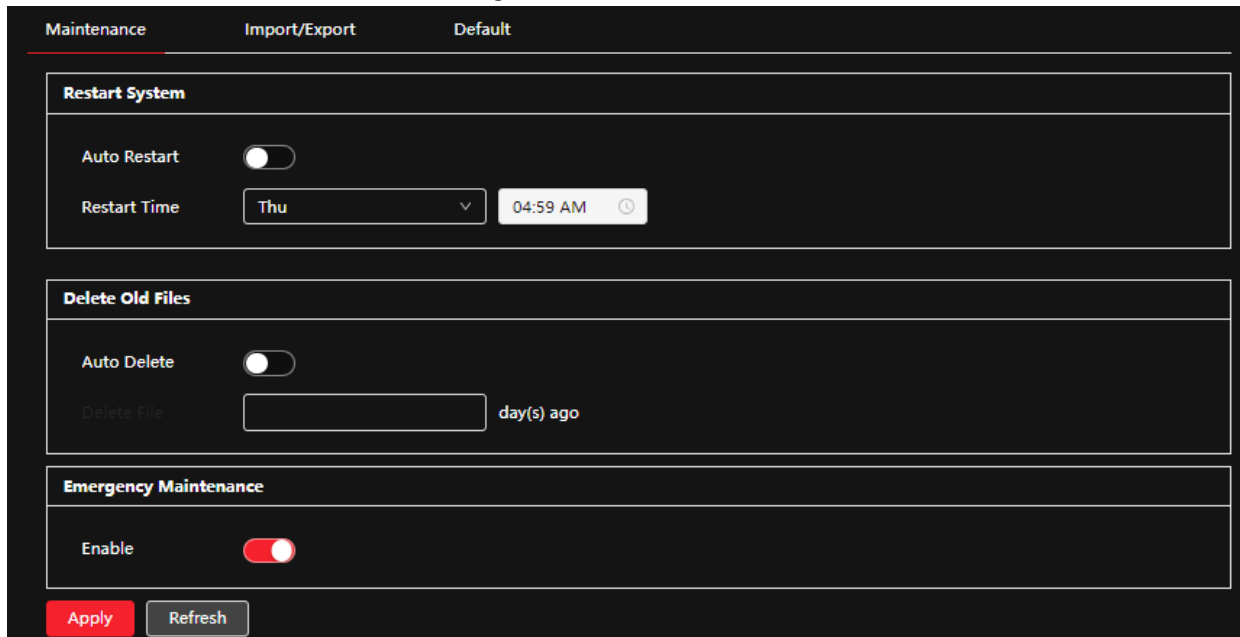 Maintenance Import/Export Default
Restart System
Auto Restart
Restart Time Thu 04:59 AM
Delete Old Files
Auto Delete
Delete File day(s) ago
Emergency Maintenance
Enable
Apply Refresh